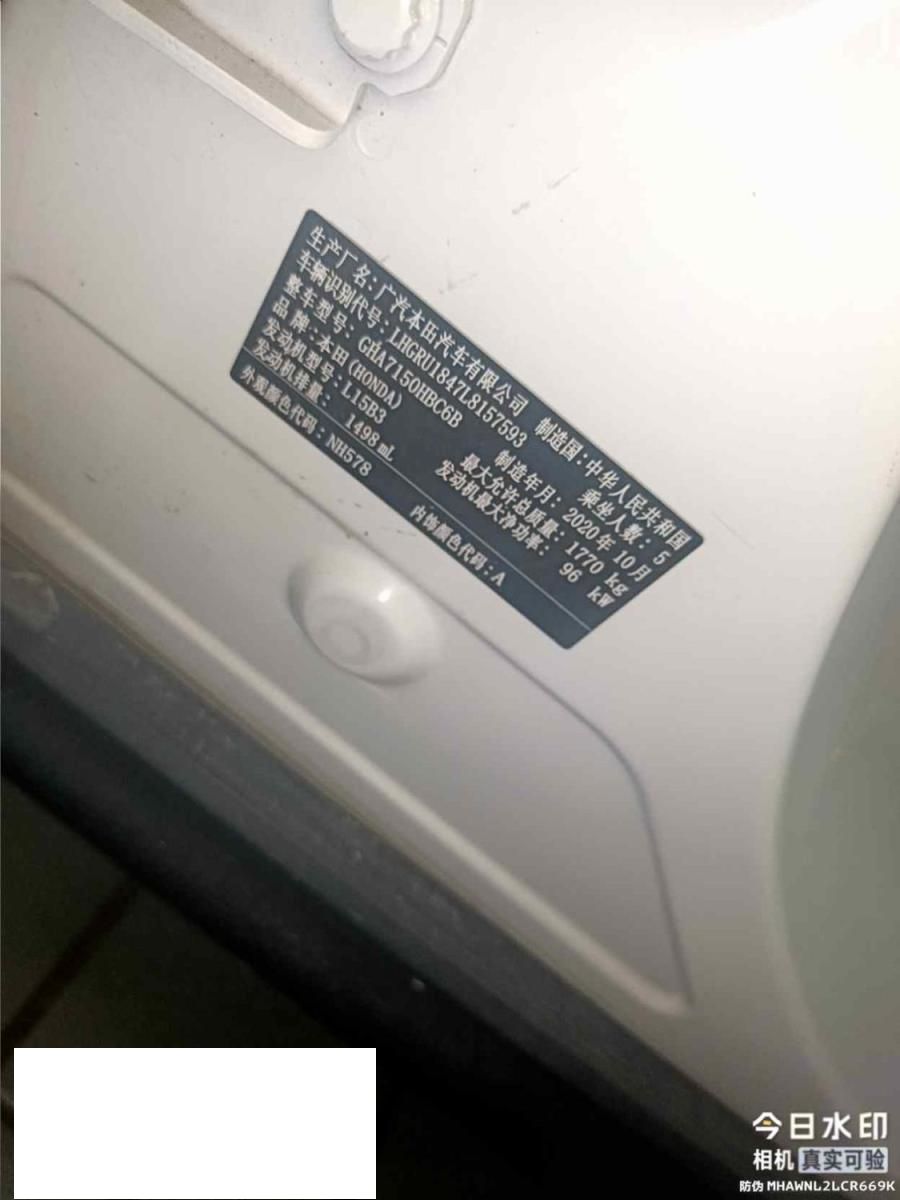 生产厂名:广汽本田汽车有限公司 制造国:中华人民共和国
车辆识别代号:LHGRU1847L8157593 乘坐人数:5
整车型号:GHA7150HBC6B 制造年月:2020年10月
品牌:本田(HONDA) 最大允许总质量:1770 kg
发动机型号:L15B3 发动机最大净功率:96 kW
发动机排量:1498 mL
外观颜色代码:NH578 内饰颜色代码:A
今日水印
相机 真实可验
防伪 MHAWNL2LCR669K